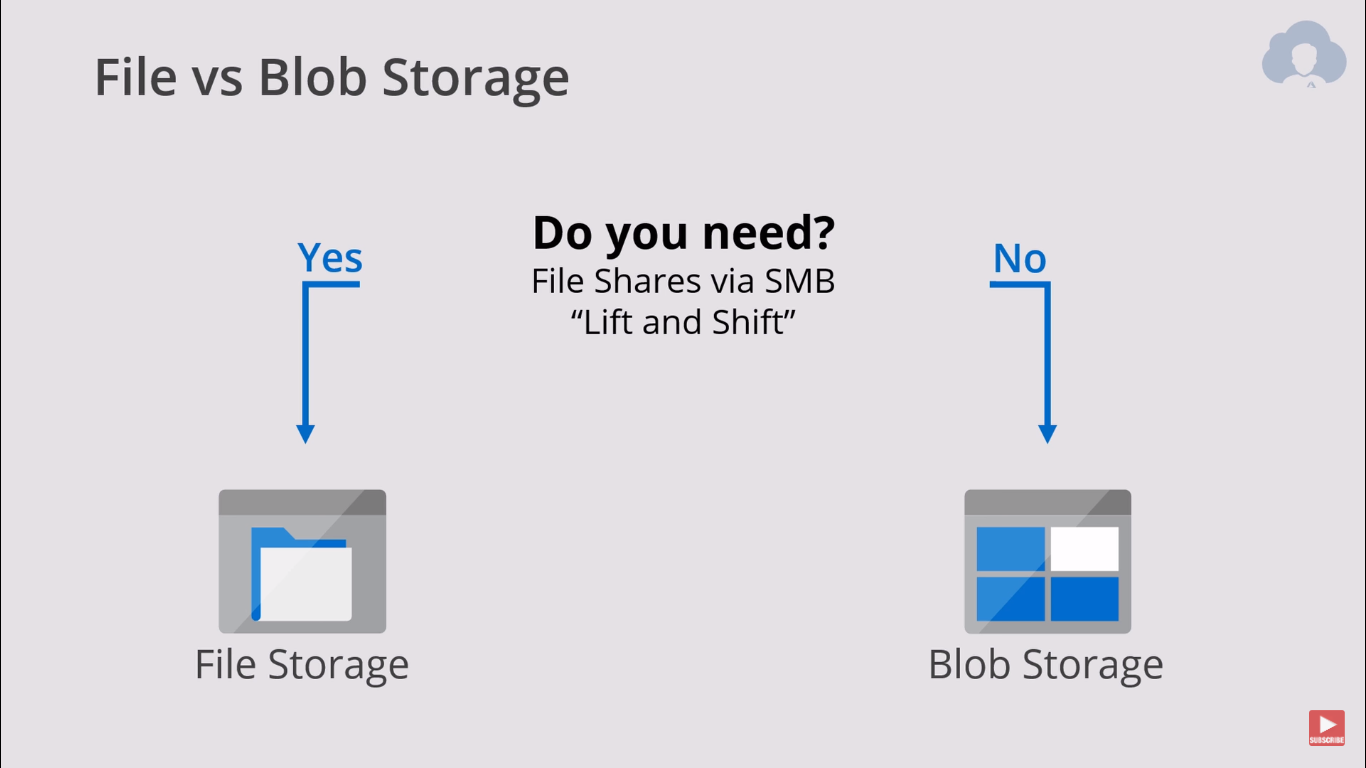 File vs Blob Storage
Do you need?
Yes
No
File Shares via SMB
“Lift and Shift”
File Storage
Blob Storage
SUBSCRIBE